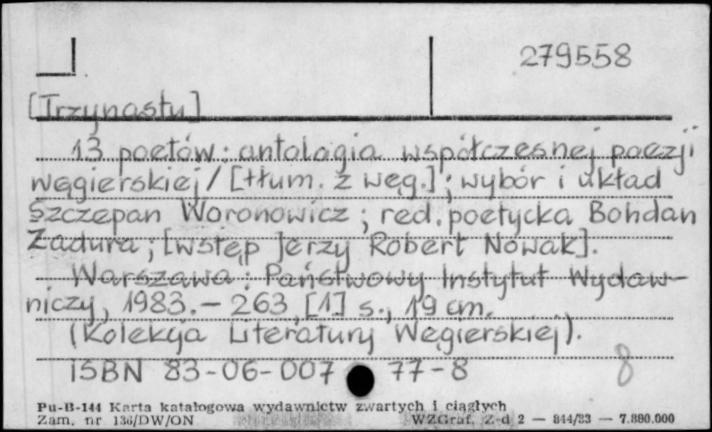 279558
[Trzynastu]
13 poetów : antologia współczesnej poezji
węgierskiej / [tłum. z węg.] ; wybór i układ
Szczepan Woronowicz ; red. poetycka Bohdan
Zadura ; [wstęp Jerzy Robert Nowak].
Warszawa : Państwowy Instytut Wydaw-
niczy, 1983. – 263, [1] s., 19 cm.
(Kolekcja Literatury Węgierskiej).
ISBN 83-06-007 77-8 8
Pu-B-144 Karta katalogowa wydawnictw zwartych i ciągłych
Zam. nr 136/DW/ON WZGraf. Z-d 2 — 844/83 — 7.880.000